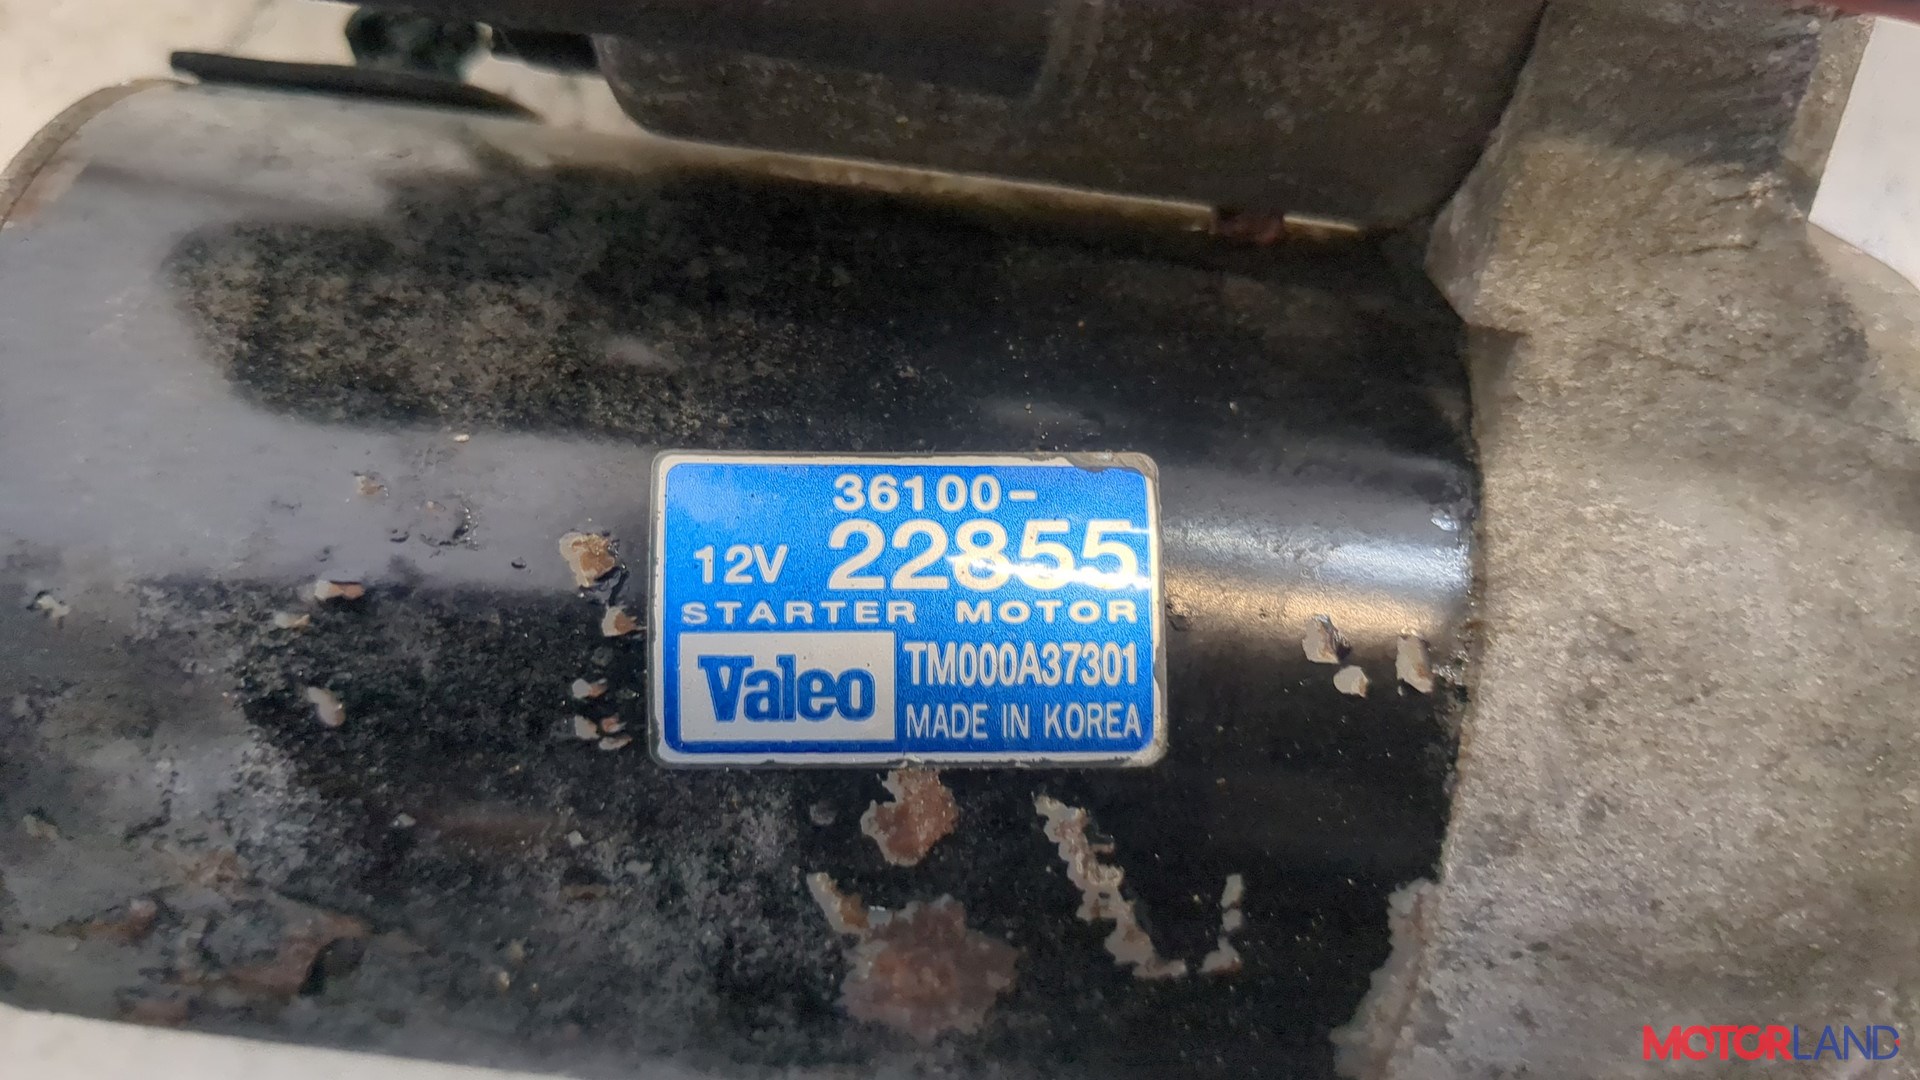 36100-
12V 22855
STARTER MOTOR
Valeo TM000A37301
MADE IN KOREA
MOTORLAND